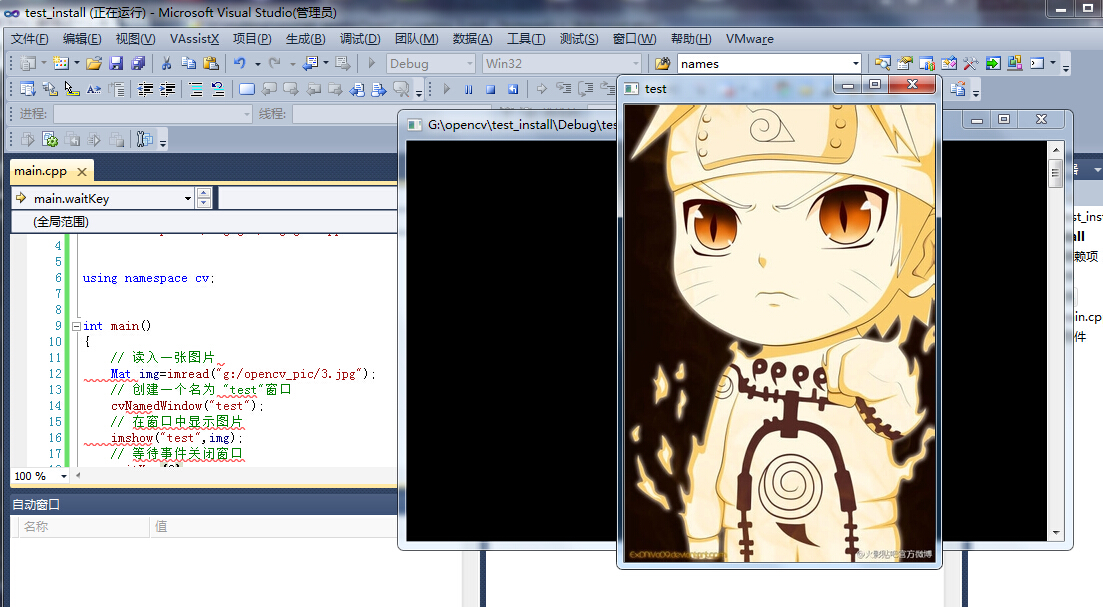 test_install (正在运行) - Microsoft Visual Studio(管理员)
文件(F) 编辑(E) 视图(V) VAssistX 项目(P) 生成(B) 调试(D) 团队(M) 数据(A) 工具(T) 测试(S) 窗口(W) 帮助(H) VMware
Debug Win32 names
进程: 线程:
test
G:\opencv\test_install\Debug\tes
main.cpp
main.waitKey
(全局范围)
4
5
6 using namespace cv;
7
8
9 int main()
10 {
11 // 读入一张图片
12 Mat img=imread("g:/opencv_pic/3.jpg");
13 // 创建一个名为 "test"窗口
14 cvNamedWindow("test");
15 // 在窗口中显示图片
16 imshow("test",img);
17 // 等待事件关闭窗口
100 %
自动窗口
名称 值
st_inst
all
赖项
in.cp
件
@火影贴吧官方微博